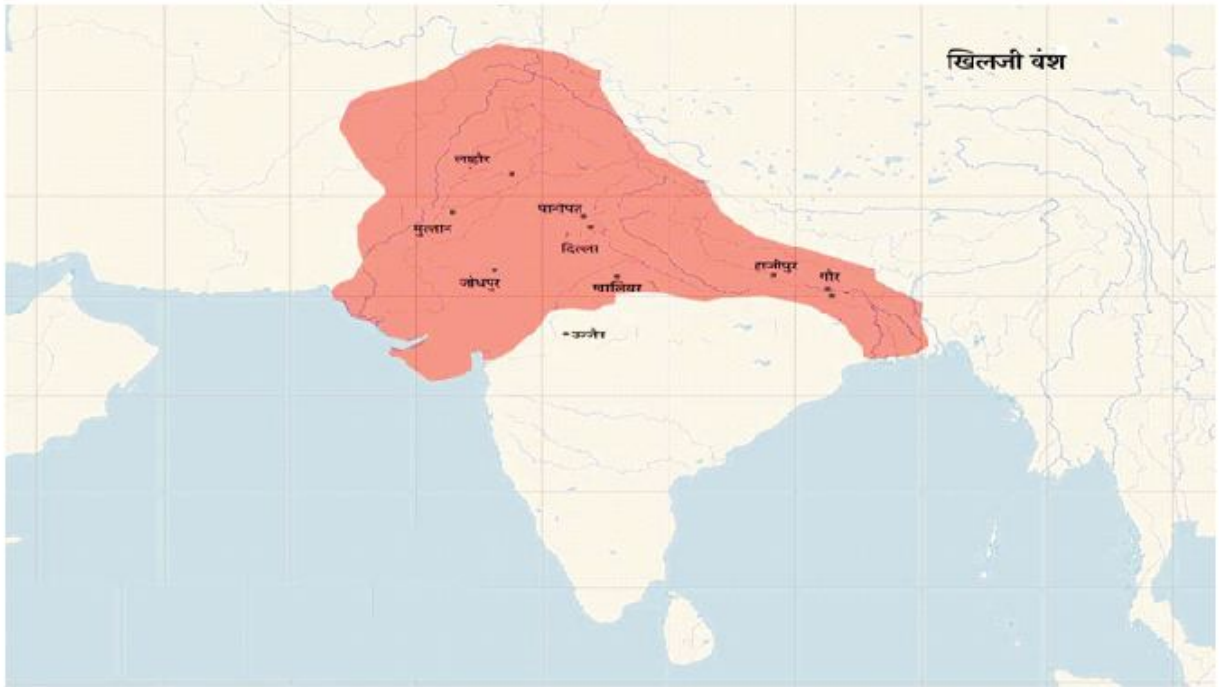 खिलजी वंश
लाहौर
पानीपत
मुल्तान
दिल्ली
हाजीपुर
गौर
जोधपुर
ग्वालियर
उज्जैन